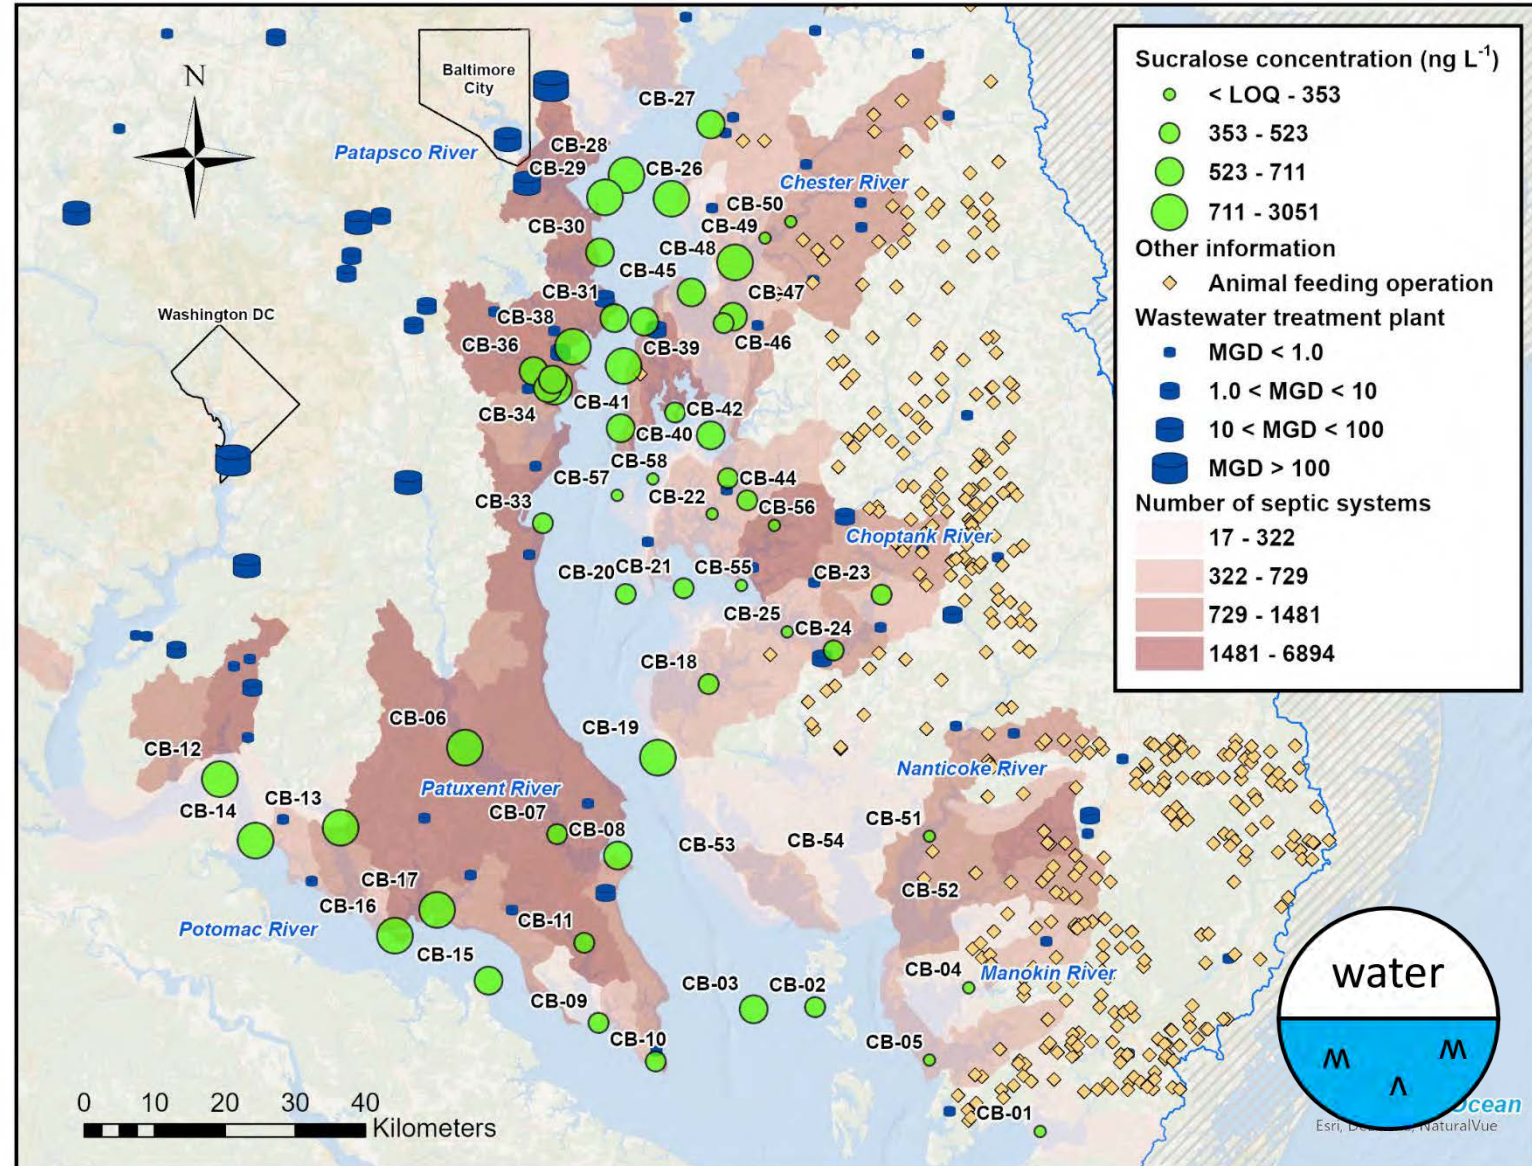 N
Baltimore
City
Patapsco River
Washington DC
CB-27
CB-28
CB-29
CB-26
Chester River
CB-50
CB-49
CB-30
CB-48
CB-45
CB-31
CB-47
CB-38
CB-46
CB-36
CB-39
CB-41
CB-42
CB-34
CB-40
CB-58
CB-57
CB-44
CB-22
CB-56
CB-33
Choptank River
CB-20
CB-21
CB-55
CB-23
CB-25
CB-24
CB-18
CB-06
CB-19
CB-12
Patuxent River
Nanticoke River
CB-14
CB-13
CB-07
CB-08
CB-51
CB-53
CB-54
CB-17
CB-52
CB-16
CB-11
Potomac River
CB-15
CB-04
Manokin River
CB-03
CB-02
CB-09
CB-10
CB-05
CB-01
0 10 20 30 40
Kilometers
Sucralose concentration (ng L⁻¹)
< LOQ - 353
353 - 523
523 - 711
711 - 3051
Other information
Animal feeding operation
Wastewater treatment plant
MGD < 1.0
1.0 < MGD < 10
10 < MGD < 100
MGD > 100
Number of septic systems
17 - 322
322 - 729
729 - 1481
1481 - 6894
water
Ocean
Esri, NaturalVue